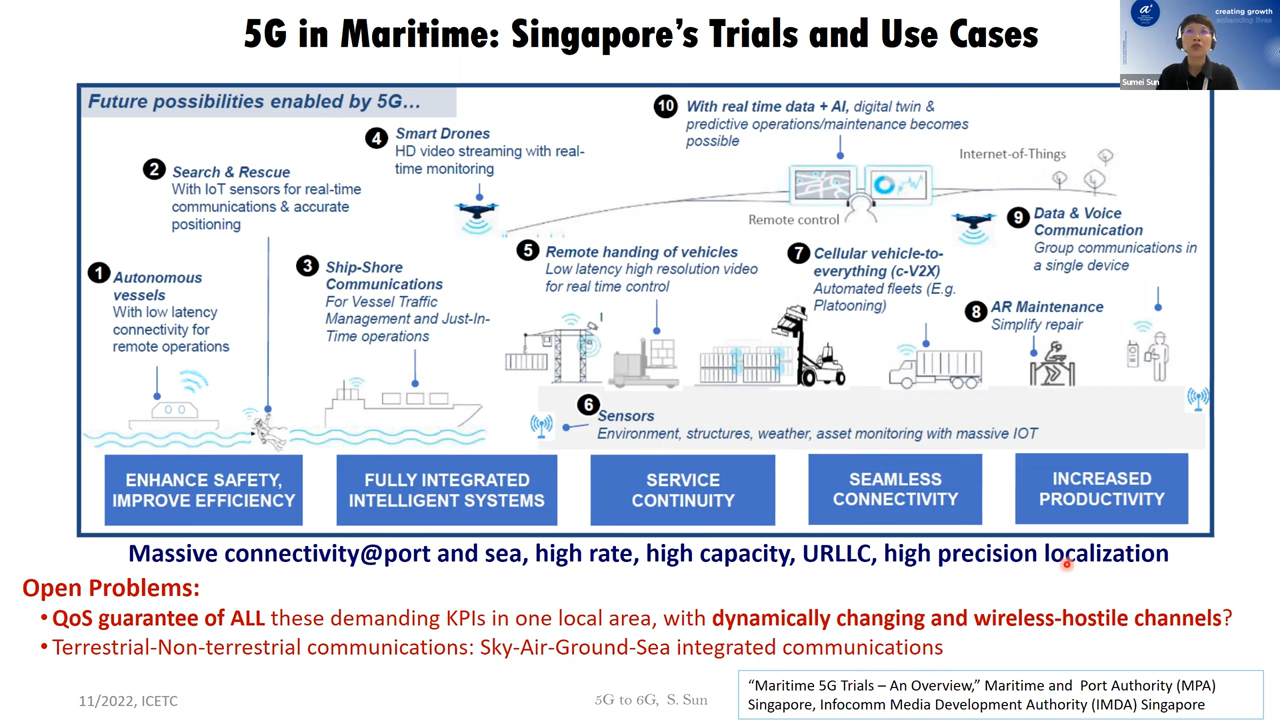 5G in Maritime: Singapore's Trials and Use Cases
creating growth
enhancing lives
Sumei Sun
Future possibilities enabled by 5G...
1
Autonomous
vessels
With low latency
connectivity for
remote operations
2
Search & Rescue
With IoT sensors for real-time
communications & accurate
positioning
3
Ship-Shore
Communications
For Vessel Traffic
Management and Just-In-
Time operations
4
Smart Drones
HD video streaming with real-
time monitoring
5
Remote handing of vehicles
Low latency high resolution video
for real time control
6
Sensors
Environment, structures, weather, asset monitoring with massive IOT
7
Cellular vehicle-to-
everything (c-V2X)
Automated fleets (E.g.
Platooning)
8
AR Maintenance
Simplify repair
9
Data & Voice
Communication
Group communications in
a single device
10
With real time data + AI, digital twin &
predictive operations/maintenance becomes
possible
Internet-of-Things
Remote control
ENHANCE SAFETY,
IMPROVE EFFICIENCY
FULLY INTEGRATED
INTELLIGENT SYSTEMS
SERVICE
CONTINUITY
SEAMLESS
CONNECTIVITY
INCREASED
PRODUCTIVITY
Massive connectivity@port and sea, high rate, high capacity, URLLC, high precision localization
Open Problems:
• QoS guarantee of ALL these demanding KPIs in one local area, with dynamically changing and wireless-hostile channels?
• Terrestrial-Non-terrestrial communications: Sky-Air-Ground-Sea integrated communications
11/2022, ICETC
5G to 6G, S. Sun
"Maritime 5G Trials – An Overview," Maritime and Port Authority (MPA)
Singapore, Infocomm Media Development Authority (IMDA) Singapore